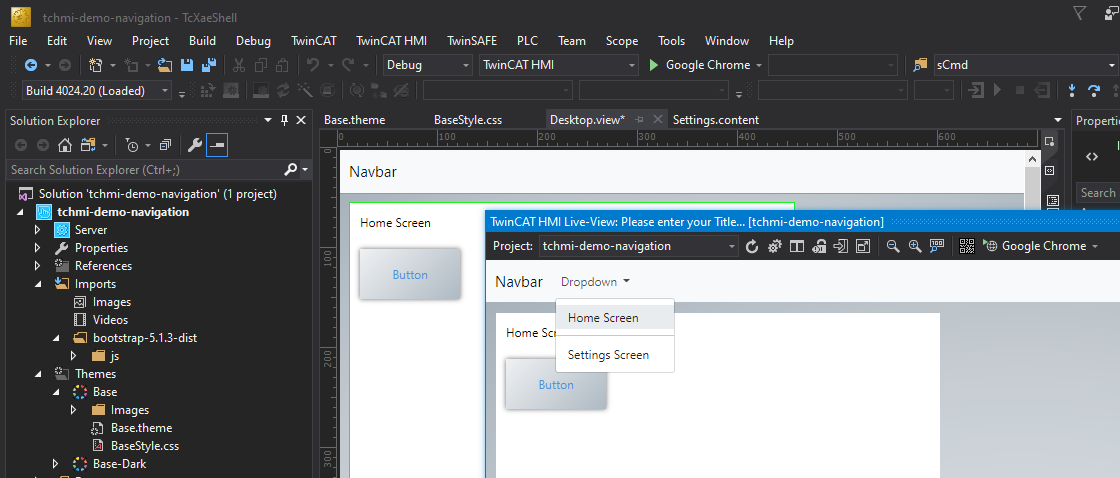 tchmi-demo-navigation - TcXaeShell
File Edit View Project Build Debug TwinCAT TwinCAT HMI TwinSAFE PLC Team Scope Tools Window Help
Debug TwinCAT HMI Google Chrome sCmd
Build 4024.20 (Loaded)
Solution Explorer
Base.theme BaseStyle.css Desktop.view* Settings.content
Properties
0 100 200 300 400 500 600
Search Solution Explorer (Ctrl+;)
Search
Solution 'tchmi-demo-navigation' (1 project)
tchmi-demo-navigation
Server
Properties
References
Imports
Images
Videos
bootstrap-5.1.3-dist
js
Themes
Base
Images
Base.theme
BaseStyle.css
Base-Dark
0
100
200
300
Navbar
Home Screen
Button
TwinCAT HMI Live-View: Please enter your Title... [tchmi-demo-navigation]
Project: tchmi-demo-navigation 100 Google Chrome
Navbar Dropdown
Home Screen
Settings Screen
Home Scr
Button